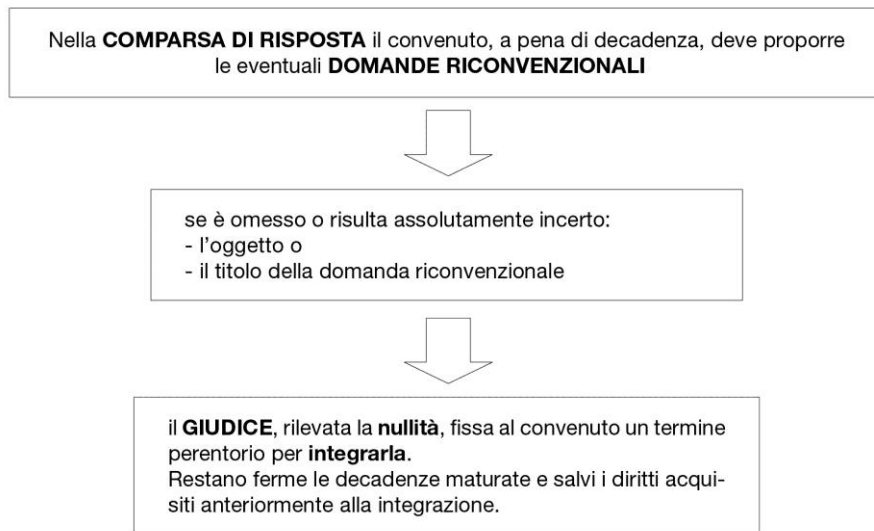 Nella COMPARSA DI RISPOSTA il convenuto, a pena di decadenza, deve proporre
le eventuali DOMANDE RICONVENZIONALI
se è omesso o risulta assolutamente incerto:
- l'oggetto o
- il titolo della domanda riconvenzionale
il GIUDICE, rilevata la nullità, fissa al convenuto un termine
perentorio per integrarla.
Restano ferme le decadenze maturate e salvi i diritti acqui-
siti anteriormente alla integrazione.